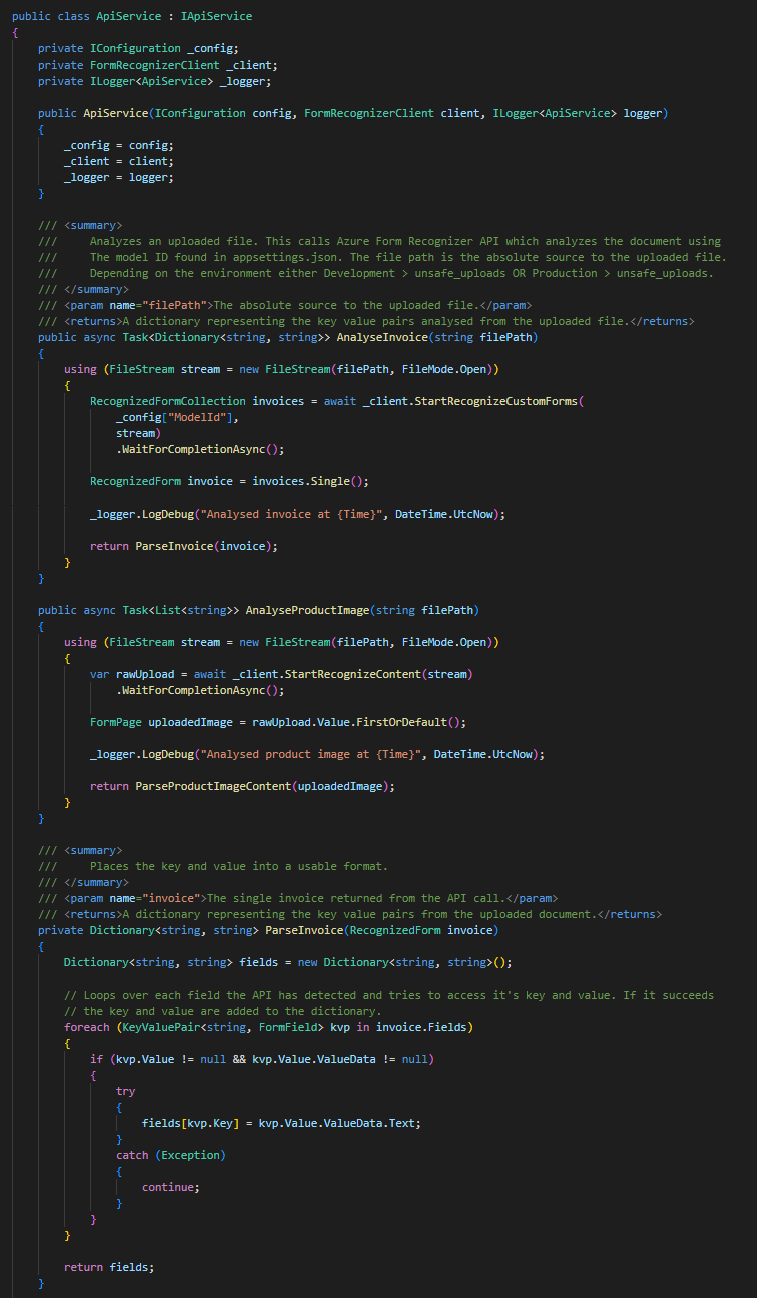 public class ApiService : IApiService
{
    private IConfiguration _config;
    private FormRecognizerClient _client;
    private ILogger<ApiService> _logger;

    public ApiService(IConfiguration config, FormRecognizerClient client, ILogger<ApiService> logger)
    {
        _config = config;
        _client = client;
        _logger = logger;
    }

    /// <summary>
    ///     Analyzes an uploaded file. This calls Azure Form Recognizer API which analyzes the document using
    ///     The model ID found in appsettings.json. The file path is the absolute source to the uploaded file.
    ///     Depending on the environment either Development > unsafe_uploads OR Production > unsafe_uploads.
    /// </summary>
    /// <param name="filePath">The absolute source to the uploaded file.</param>
    /// <returns>A dictionary representing the key value pairs analysed from the uploaded file.</returns>
    public async Task<Dictionary<string, string>> AnalyseInvoice(string filePath)
    {
        using (FileStream stream = new FileStream(filePath, FileMode.Open))
        {
            RecognizedFormCollection invoices = await _client.StartRecognizeCustomForms(
                _config["ModelId"],
                stream)
                .WaitForCompletionAsync();

            RecognizedForm invoice = invoices.Single();

            _logger.LogDebug("Analysed invoice at {Time}", DateTime.UtcNow);

            return ParseInvoice(invoice);
        }
    }

    public async Task<List<string>> AnalyseProductImage(string filePath)
    {
        using (FileStream stream = new FileStream(filePath, FileMode.Open))
        {
            var rawUpload = await _client.StartRecognizeContent(stream)
                .WaitForCompletionAsync();

            FormPage uploadedImage = rawUpload.Value.FirstOrDefault();

            _logger.LogDebug("Analysed product image at {Time}", DateTime.UtcNow);

            return ParseProductImageContent(uploadedImage);
        }
    }

    /// <summary>
    ///     Places the key and value into a usable format.
    /// </summary>
    /// <param name="invoice">The single invoice returned from the API call.</param>
    /// <returns>A dictionary representing the key value pairs from the uploaded document.</returns>
    private Dictionary<string, string> ParseInvoice(RecognizedForm invoice)
    {
        Dictionary<string, string> fields = new Dictionary<string, string>();

        // Loops over each field the API has detected and tries to access it's key and value. If it succeeds
        // the key and value are added to the dictionary.
        foreach (KeyValuePair<string, FormField> kvp in invoice.Fields)
        {
            if (kvp.Value != null && kvp.Value.ValueData != null)
            {
                try
                {
                    fields[kvp.Key] = kvp.Value.ValueData.Text;
                }
                catch (Exception)
                {
                    continue;
                }
            }
        }

        return fields;
    }